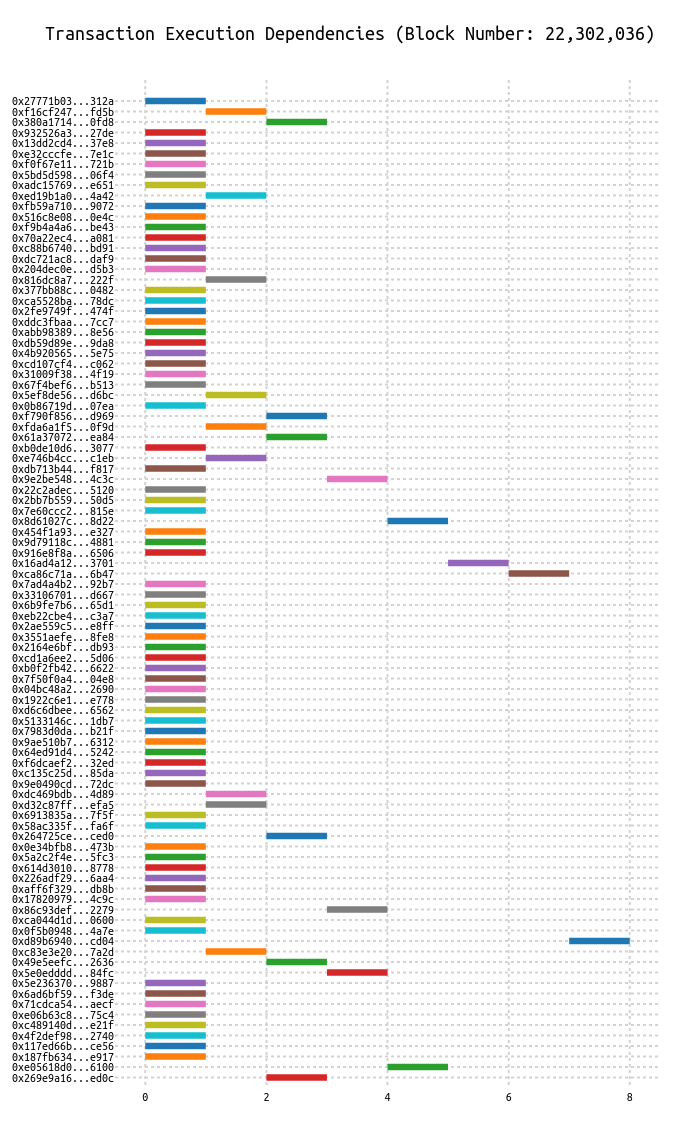 Transaction Execution Dependencies (Block Number: 22,302,036)
0x27771b03...312a
0xf16cf247...fd5b
0x380a1714...0fd8
0x932526a3...27de
0x13dd2cd4...37e8
0xe32cccfe...7e1c
0xf0f67e11...721b
0x5bd5d598...06f4
0xadc15769...e651
0xed19b1a0...4a42
0xfb59a710...9072
0x516c8e08...0e4c
0xf9b4a4a6...be43
0x70a22ec4...a081
0xc88b6740...bd91
0xdc721ac8...daf9
0x204dec0e...d5b3
0x816dc8a7...222f
0x377bb88c...0482
0xca5528ba...78dc
0x2fe9749f...474f
0xddc3fbaa...7cc7
0xabb98389...8e56
0xdb59d89e...9da8
0x4b920565...5e75
0xcd107cf4...c062
0x31009f38...4f19
0x67f4bef6...b513
0x5ef8de56...d6bc
0x0b86719d...07ea
0xf790f856...d969
0xfda6a1f5...0f9d
0x61a37072...ea84
0xb0de10d6...3077
0xe746b4cc...c1eb
0xdb713b44...f817
0x9e2be548...4c3c
0x22c2adec...5120
0x2bb7b559...50d5
0x7e60ccc2...815e
0x8d61027c...8d22
0x454f1a93...e327
0x9d79118c...4881
0x916e8f8a...6506
0x16ad4a12...3701
0xca86c71a...6b47
0x7ad4a4b2...92b7
0x33106701...d667
0x6b9fe7b6...65d1
0xeb22cbe4...c3a7
0x2ae559c5...e8ff
0x3551aefe...8fe8
0x2164e6bf...db93
0xcd1a6ee2...5d06
0xb0f2fb42...6622
0x7f50f0a4...04e8
0x04bc48a2...2690
0x1922c6e1...e778
0xd6c6dbee...6562
0x5133146c...1db7
0x7983d0da...b21f
0x9ae510b7...6312
0x64ed91d4...5242
0xf6dcaef2...32ed
0xc135c25d...85da
0x9e0490cd...72dc
0xdc469bdb...4d89
0xd32c87ff...efa5
0x6913835a...7f5f
0x58ac335f...fa6f
0x264725ce...ced0
0x0e34bfb8...473b
0x5a2c2f4e...5fc3
0x614d3010...8778
0x226adf29...6aa4
0xaff6f329...db8b
0x17820979...4c9c
0x86c93def...2279
0xca044d1d...0600
0x0f5b0948...4a7e
0xd89b6940...cd04
0xc83e3e20...7a2d
0x49e5eefc...2636
0x5e0edddd...84fc
0x5e236370...9887
0x6ad6bf59...f3de
0x71cdca54...aecf
0xe06b63c8...75c4
0xc489140d...e21f
0x4f2def98...2740
0x117ed66b...ce56
0x187fb634...e917
0xe05618d0...6100
0x269e9a16...ed0c
0 2 4 6 8